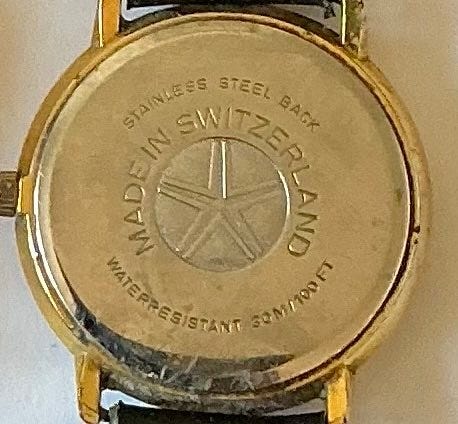 STAINLESS STEEL BACK
MADE IN SWITZERLAND
WATERRESISTANT 30M/100FT